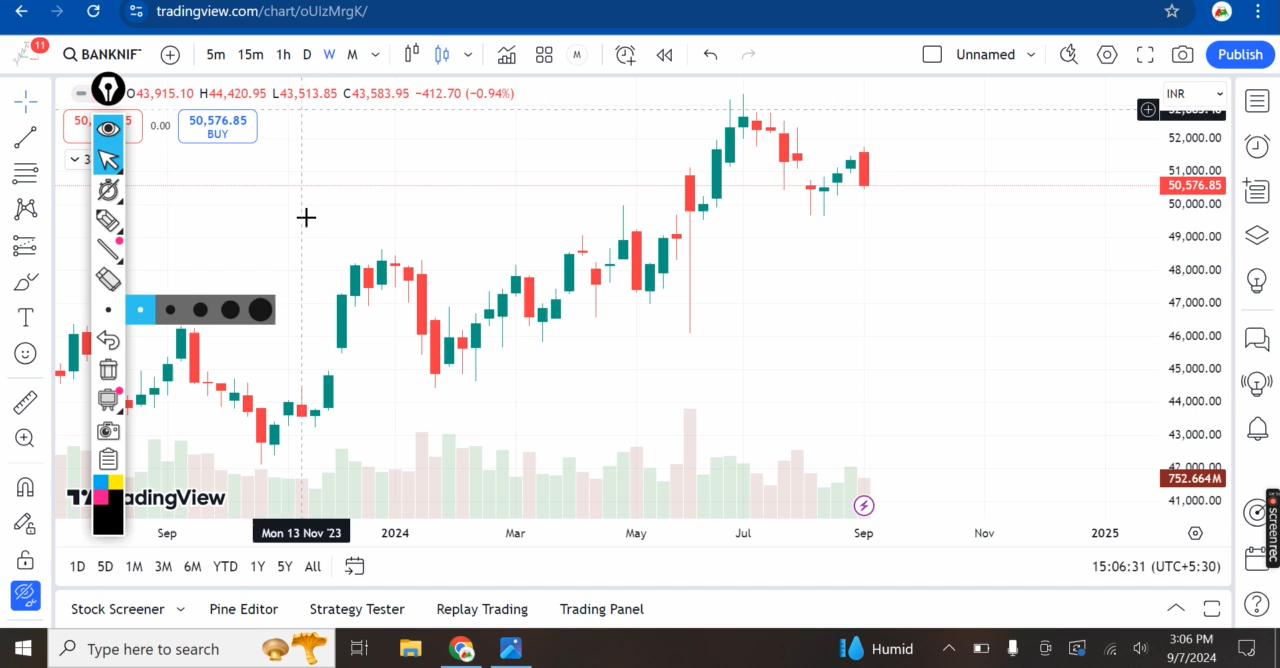 tradingview.com/chart/oUIzMrgK/
11
BANKNIF
5m 15m 1h D W M
M
Unnamed
Publish
O43,915.10 H44,420.95 L43,513.85 C43,583.95 −412.70 (−0.94%)
INR
50,576.85
BUY
0.00
3
52,000.00
51,000.00
50,576.85
50,000.00
49,000.00
48,000.00
47,000.00
46,000.00
45,000.00
44,000.00
43,000.00
42,000.00
752.664M
41,000.00
TradingView
Sep
Mon 13 Nov '23
2024
Mar
May
Jul
Sep
Nov
2025
1D 5D 1M 3M 6M YTD 1Y 5Y All
15:06:31 (UTC+5:30)
Stock Screener
Pine Editor
Strategy Tester
Replay Trading
Trading Panel
screenrec
Type here to search
Humid
3:06 PM
9/7/2024